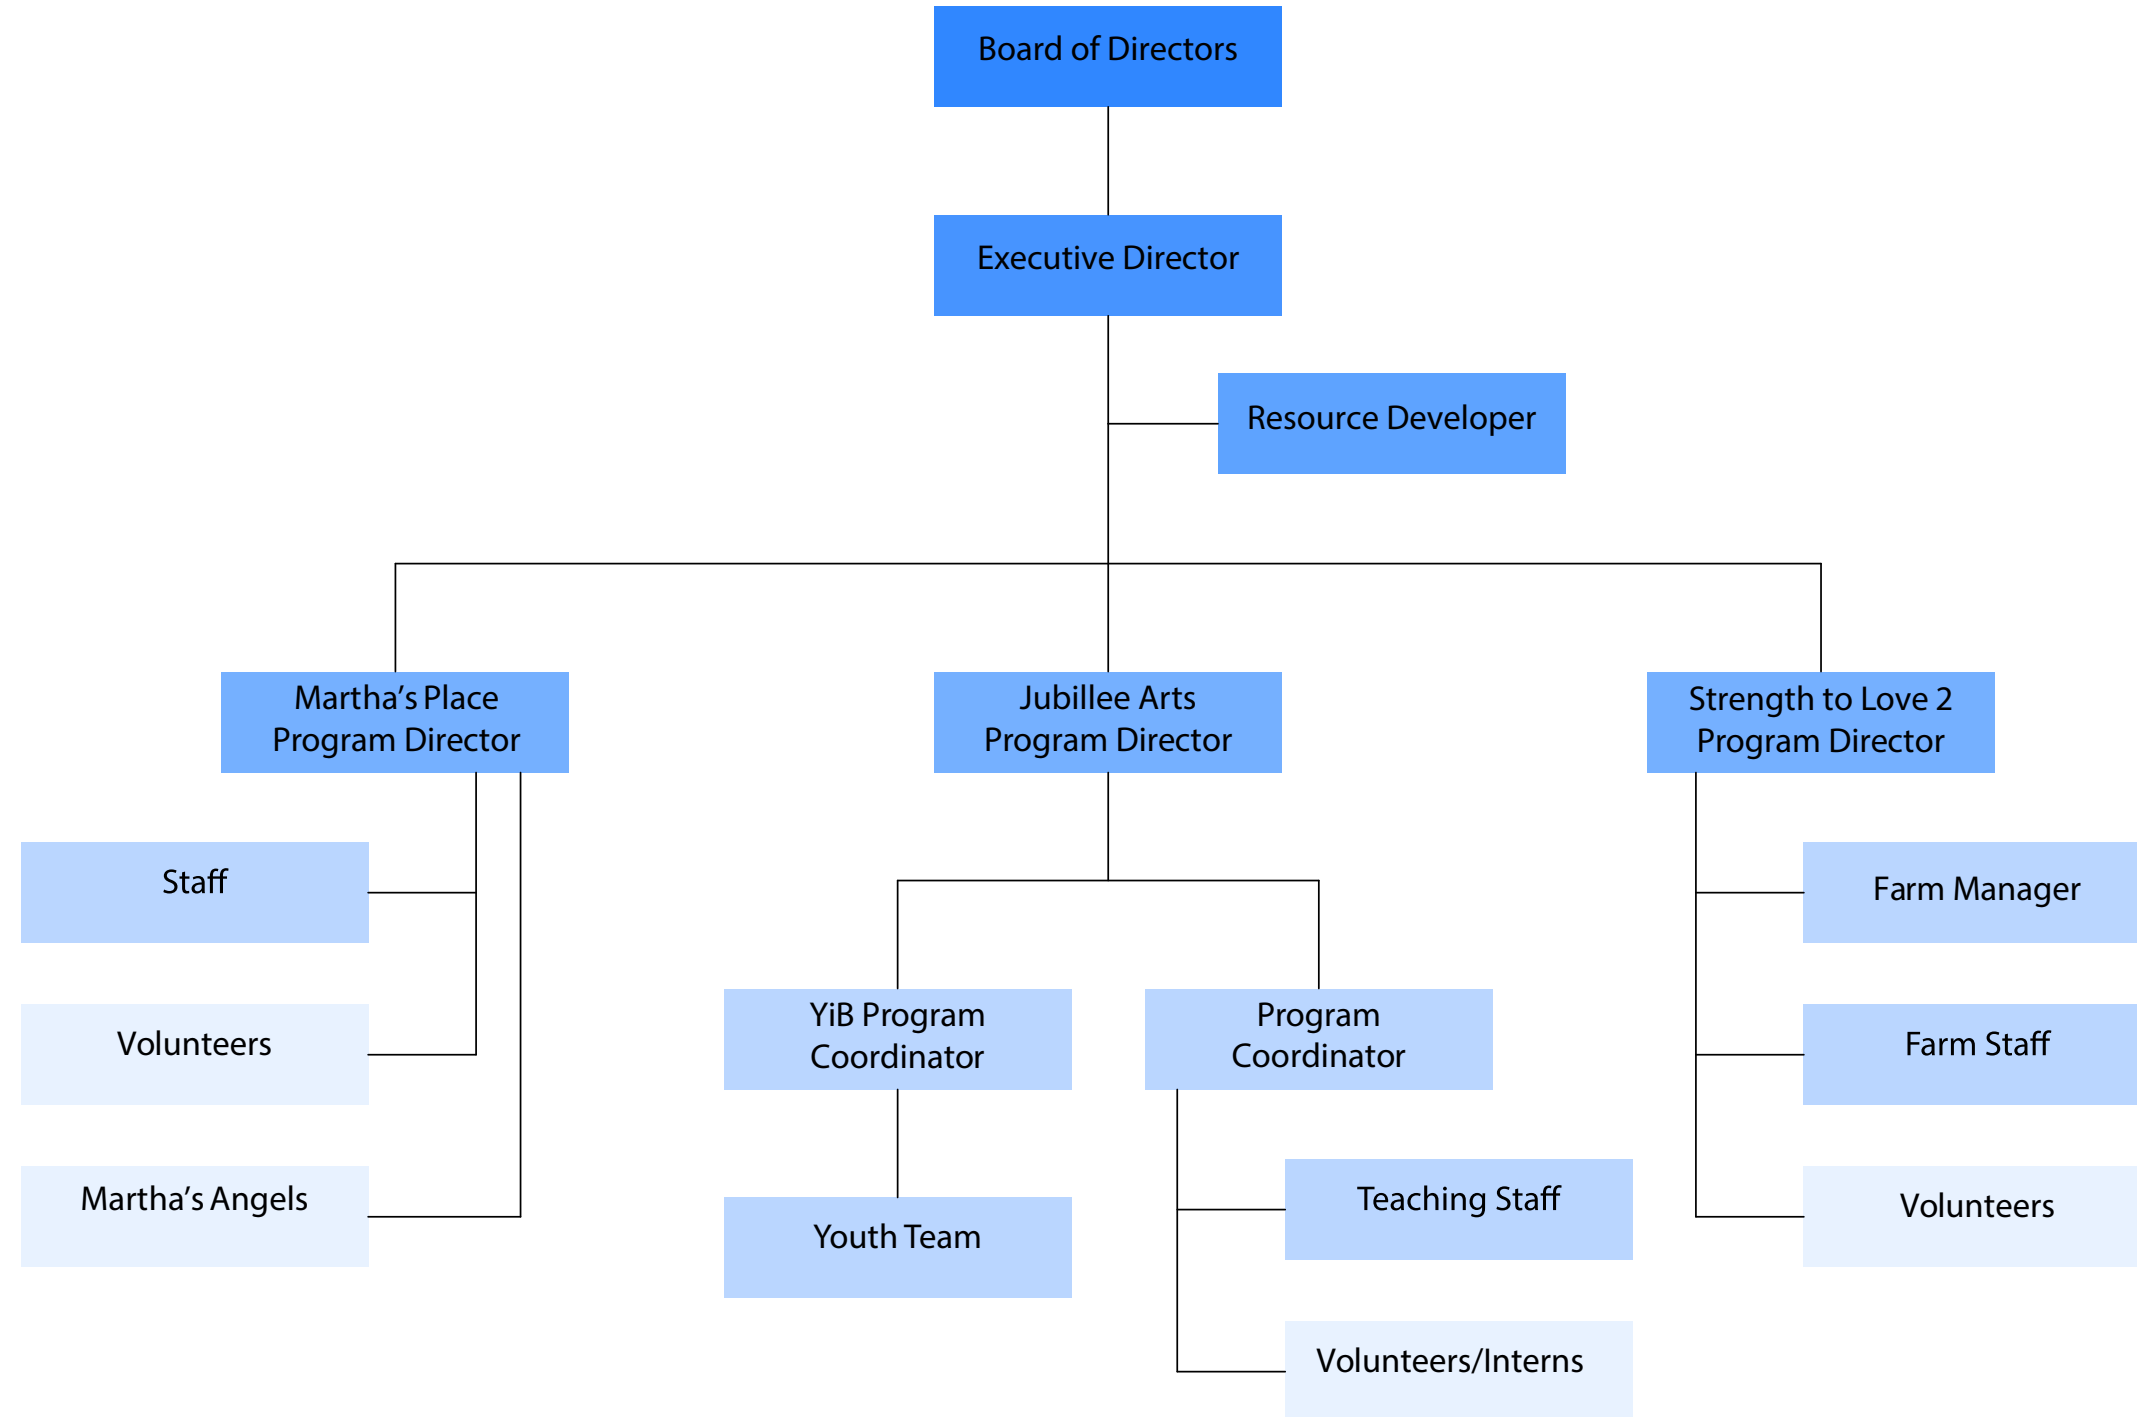 Board of Directors
Executive Director
Resource Developer
Martha’s Place
Program Director
Jubillee Arts
Program Director
Strength to Love 2
Program Director
Staff
Volunteers
Martha’s Angels
YiB Program
Coordinator
Youth Team
Program
Coordinator
Teaching Staff
Volunteers/Interns
Farm Manager
Farm Staff
Volunteers